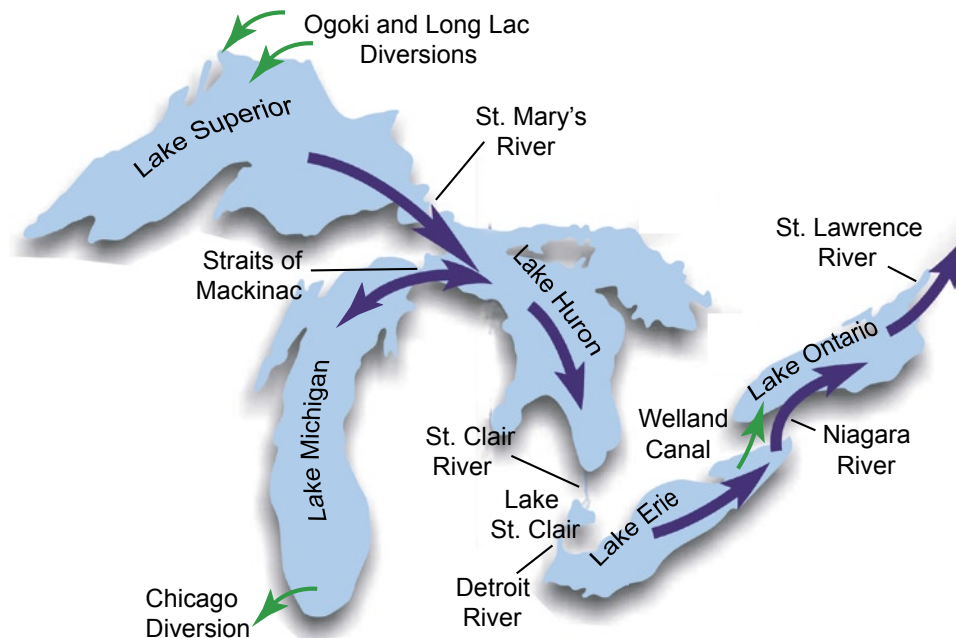 Ogoki and Long Lac
Diversions
Lake Superior
St. Mary's
River
Straits of
Mackinac
Lake Huron
St. Lawrence
River
Lake Michigan
Lake Ontario
Welland
Canal
Niagara
River
St. Clair
River
Lake
St. Clair
Lake Erie
Detroit
River
Chicago
Diversion